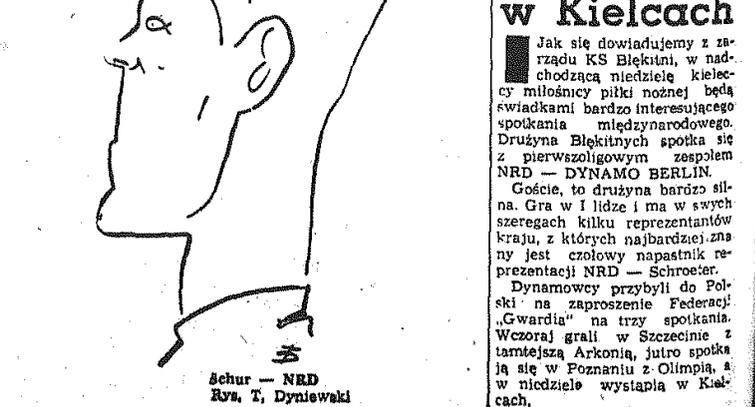 Schur — NRD
Rys, T, Dyniewski
w Kielcach
Jak się dowiadujemy z za-
rządu KS Błękitni, w nad-
chodzącą niedzielę kielec-
cy miłośnicy piłki nożnej będą
świadkami bardzo interesującego
spotkania międzynarodowego.
Drużyna Błękitnych spotka się
z pierwszoligowym zespołem
NRD — DYNAMO BERLIN.
Goście, to drużyna bardzo sil-
na. Gra w I lidze i ma w swych
szeregach kilku reprezentantów
kraju, z których najbardziej zna
ny jest czołowy napastnik re-
prezentacji NRD — Schroeter.
Dynamowcy przybyli do Pol-
ski na zaproszenie Federacji
„Gwardia" na trzy spotkania.
Wczoraj grali w Szczecinie z
tamtejszą Arkonią, jutro spotka
ją się w Poznaniu z Olimpią, a
w niedzielę wystąpią w Kiel-
cach,